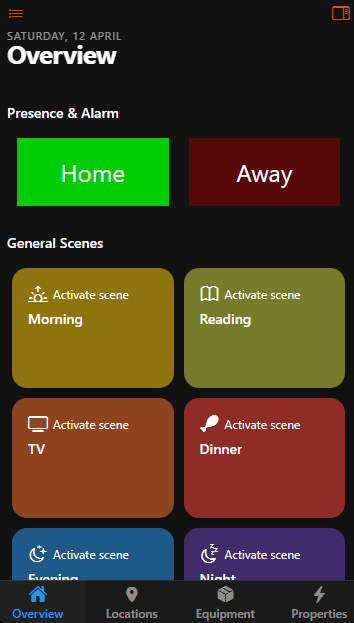 SATURDAY, 12 APRIL
Overview
Presence & Alarm
Home Away
General Scenes
Activate scene Activate scene
Morning Reading
Activate scene Activate scene
TV Dinner
Activate scene Activate scene
Evening Night
Overview Locations Equipment Properties